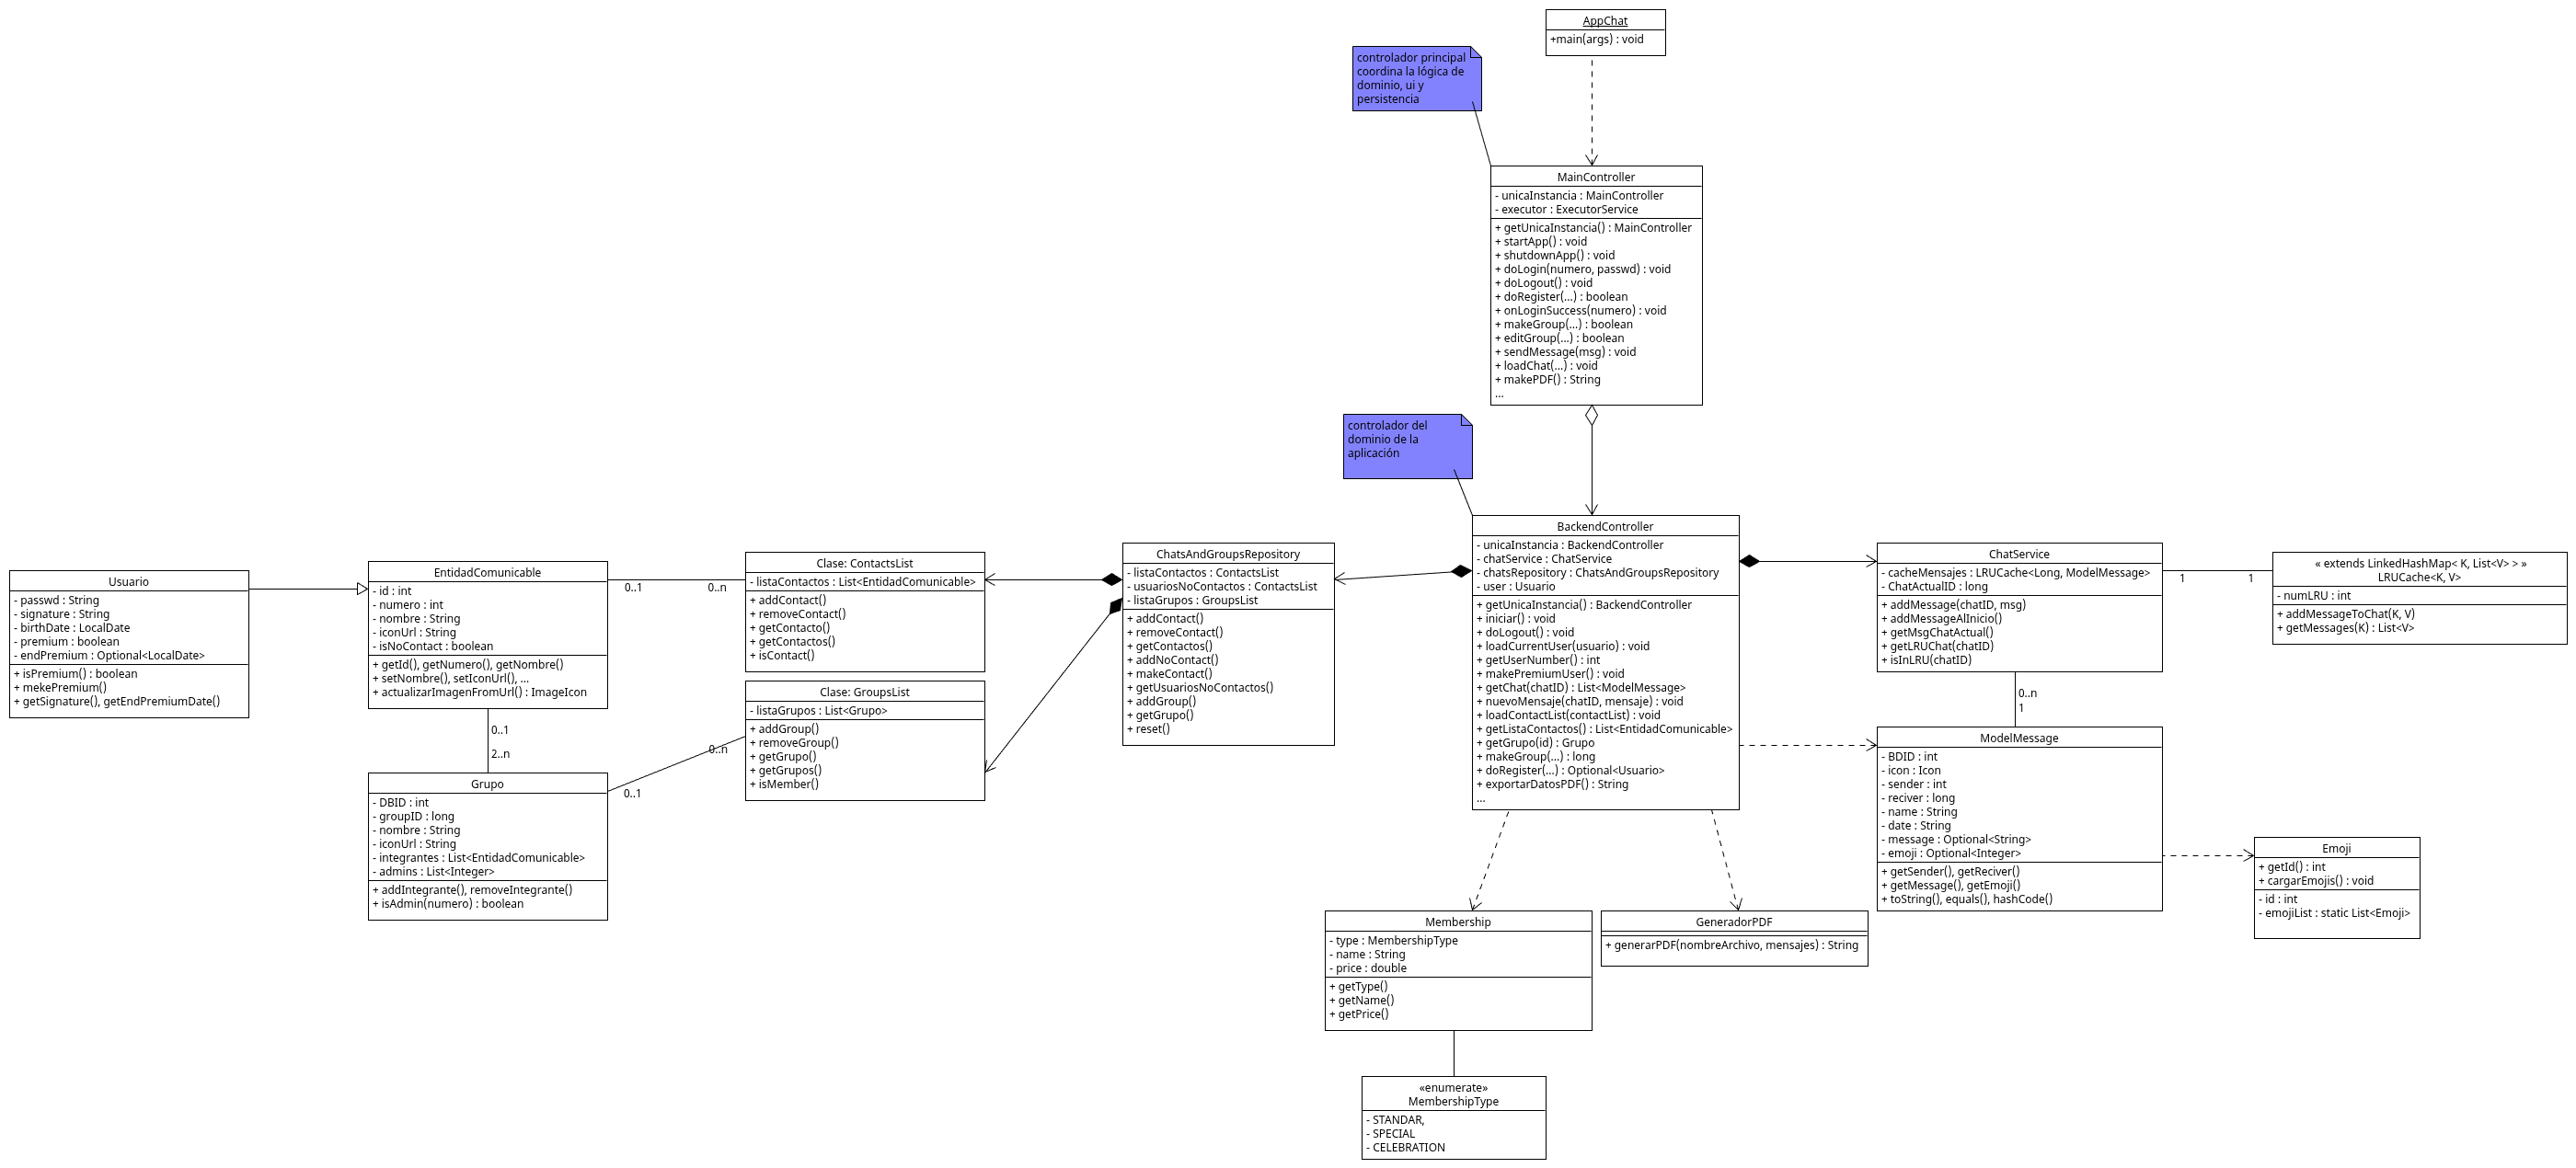 AppChat
+main(args) : void
controlador principal
coordina la lógica de
dominio, ui y
persistencia
MainController
- unicaInstancia : MainController
- executor : ExecutorService
+ getUnicaInstancia() : MainController
+ startApp() : void
+ shutdownApp() : void
+ doLogin(numero, passwd) : void
+ doLogout() : void
+ doRegister(...) : boolean
+ onLoginSuccess(numero) : void
+ makeGroup(...) : boolean
+ editGroup(...) : boolean
+ sendMessage(msg) : void
+ loadChat(...) : void
+ makePDF() : String
...
controlador del
dominio de la
aplicación
Usuario
- passwd : String
- signature : String
- birthDate : LocalDate
- premium : boolean
- endPremium : Optional<LocalDate>
+ isPremium() : boolean
+ mekePremium()
+ getSignature(), getEndPremiumDate()
EntidadComunicable
- id : int
- numero : int
- nombre : String
- iconUrl : String
- isNoContact : boolean
+ getId(), getNumero(), getNombre()
+ setNombre(), setIconUrl(), ...
+ actualizarImagenFromUrl() : ImageIcon
0..1
0..n
0..1
2..n
Grupo
- DBID : int
- groupID : long
- nombre : String
- iconUrl : String
- integrantes : List<EntidadComunicable>
- admins : List<Integer>
+ addIntegrante(), removeIntegrante()
+ isAdmin(numero) : boolean
0..n
0..1
Clase: ContactsList
- listaContactos : List<EntidadComunicable>
+ addContact()
+ removeContact()
+ getContacto()
+ getContactos()
+ isContact()
Clase: GroupsList
- listaGrupos : List<Grupo>
+ addGroup()
+ removeGroup()
+ getGrupo()
+ getGrupos()
+ isMember()
ChatsAndGroupsRepository
- listaContactos : ContactsList
- usuariosNoContactos : ContactsList
- listaGrupos : GroupsList
+ addContact()
+ removeContact()
+ getContactos()
+ addNoContact()
+ makeContact()
+ getUsuariosNoContactos()
+ addGroup()
+ getGrupo()
+ reset()
BackendController
- unicaInstancia : BackendController
- chatService : ChatService
- chatsRepository : ChatsAndGroupsRepository
- user : Usuario
+ getUnicaInstancia() : BackendController
+ iniciar() : void
+ doLogout() : void
+ loadCurrentUser(usuario) : void
+ getUserNumber() : int
+ makePremiumUser() : void
+ getChat(chatID) : List<ModelMessage>
+ nuevoMensaje(chatID, mensaje) : void
+ loadContactList(contactList) : void
+ getListaContactos() : List<EntidadComunicable>
+ getGrupo(id) : Grupo
+ makeGroup(...) : long
+ doRegister(...) : Optional<Usuario>
+ exportarDatosPDF() : String
...
ChatService
- cacheMensajes : LRUCache<Long, ModelMessage>
- ChatActualID : long
+ addMessage(chatID, msg)
+ addMessageAlInicio()
+ getMsgChatActual()
+ getLRUChat(chatID)
+ isInLRU(chatID)
1
1
« extends LinkedHashMap< K, List<V> > »
LRUCache<K, V>
- numLRU : int
+ addMessageToChat(K, V)
+ getMessages(K) : List<V>
0..n
1
ModelMessage
- BDID : int
- icon : Icon
- sender : int
- reciver : long
- name : String
- date : String
- message : Optional<String>
- emoji : Optional<Integer>
+ getSender(), getReciver()
+ getMessage(), getEmoji()
+ toString(), equals(), hashCode()
Emoji
+ getId() : int
+ cargarEmojis() : void
- id : int
- emojiList : static List<Emoji>
Membership
- type : MembershipType
- name : String
- price : double
+ getType()
+ getName()
+ getPrice()
GeneradorPDF
+ generarPDF(nombreArchivo, mensajes) : String
«enumerate»
MembershipType
- STANDAR,
- SPECIAL
- CELEBRATION